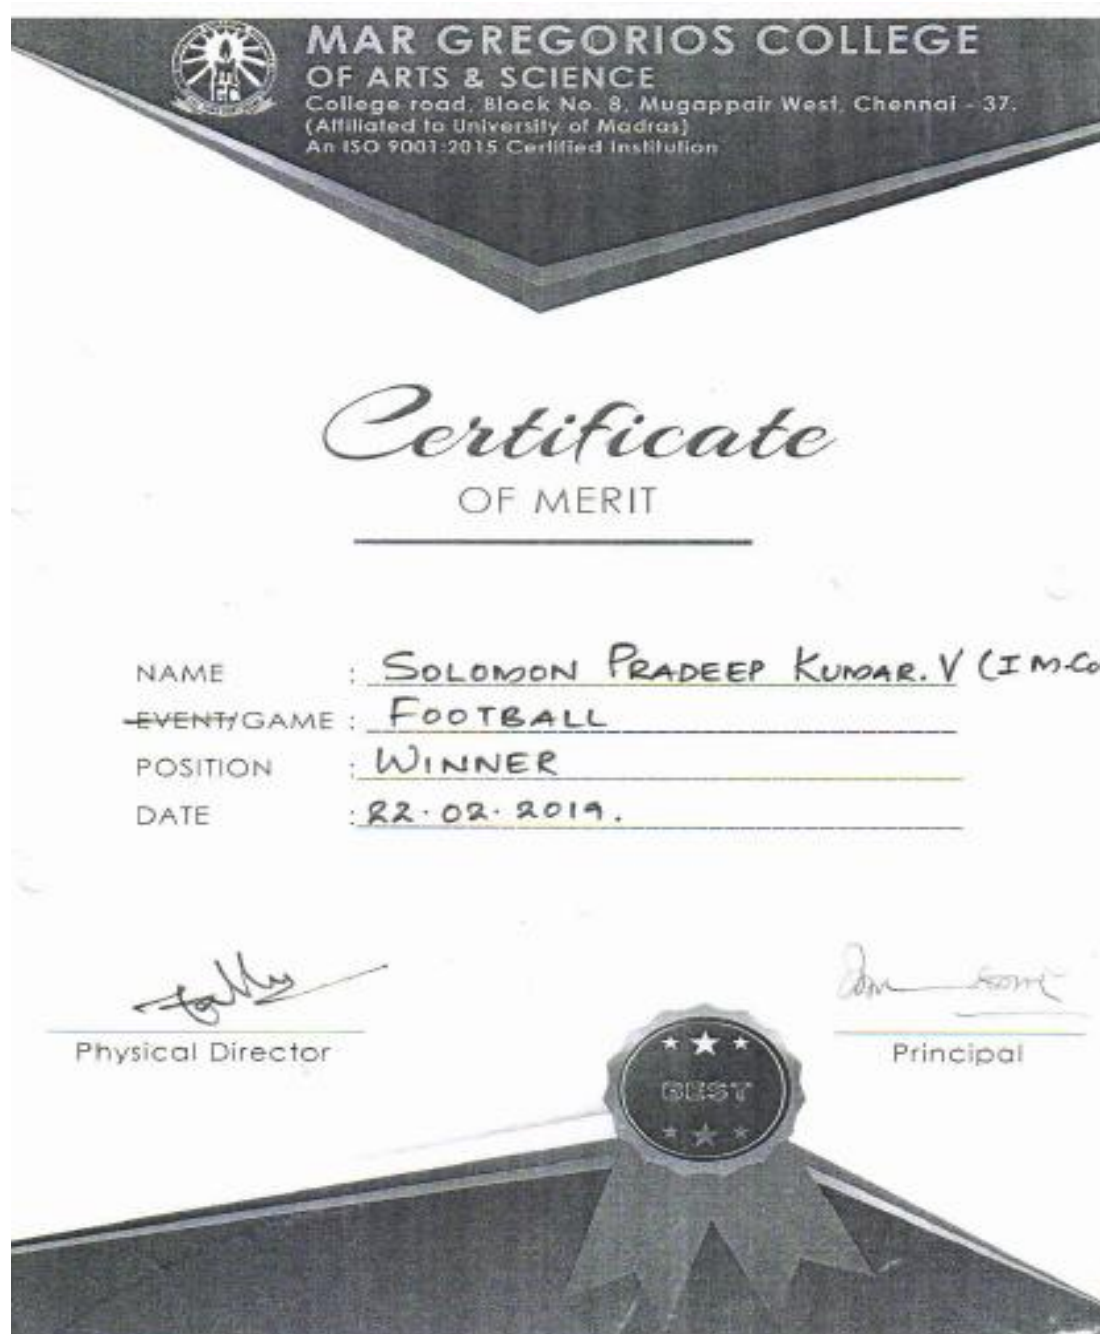 MAR GREGORIOS COLLEGE
OF ARTS & SCIENCE
College road, Block No. 8, Mugappair West, Chennai - 37.
(Affiliated to University of Madras)
An ISO 9001:2015 Certified Institution
Certificate
OF MERIT
NAME : SOLOMON PRADEEP KUMAR. V (I M.Co
EVENT/GAME : FOOTBALL
POSITION : WINNER
DATE : 22.02.2019.
Physical Director
Principal
BEST